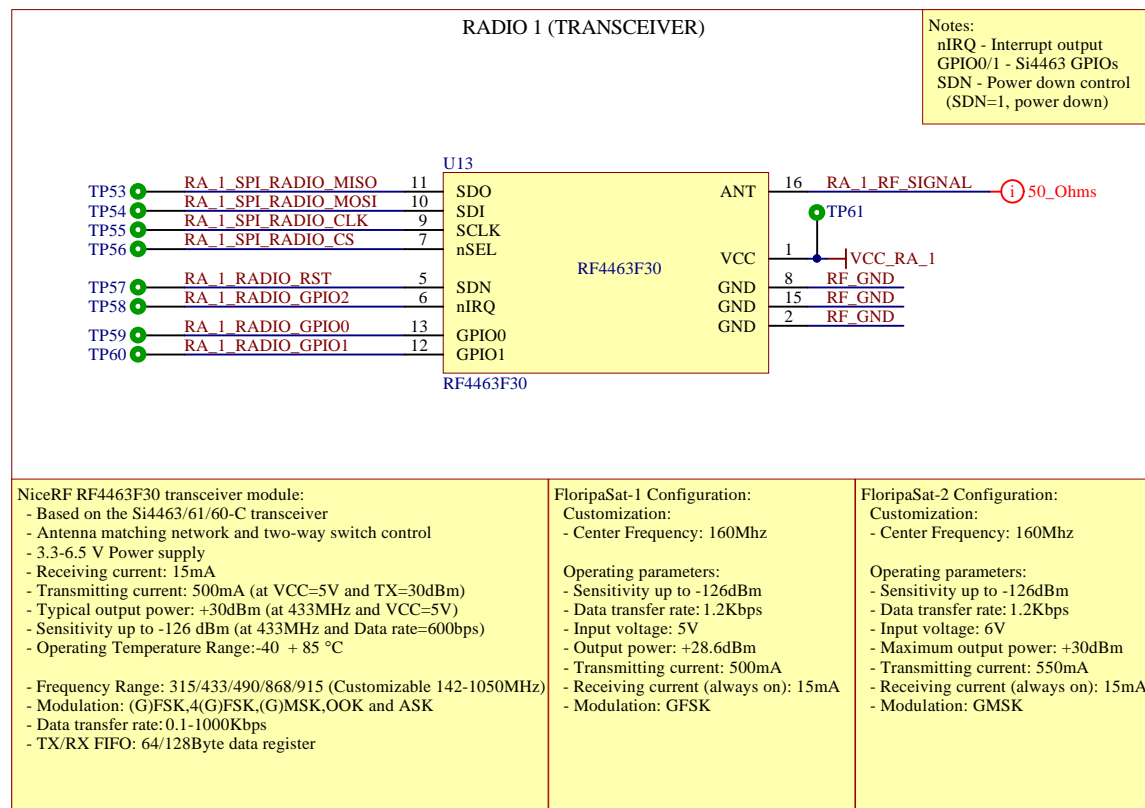 RADIO 1 (TRANSCEIVER)
Notes:
nIRQ - Interrupt output
GPIO0/1 - Si4463 GPIOs
SDN - Power down control
(SDN=1, power down)
U13
TP53 RA_1_SPI_RADIO_MISO 11 SDO
TP54 RA_1_SPI_RADIO_MOSI 10 SDI
TP55 RA_1_SPI_RADIO_CLK 9 SCLK
TP56 RA_1_SPI_RADIO_CS 7 nSEL
TP57 RA_1_RADIO_RST 5 SDN
TP58 RA_1_RADIO_GPIO2 6 nIRQ
TP59 RA_1_RADIO_GPIO0 13 GPIO0
TP60 RA_1_RADIO_GPIO1 12 GPIO1
RF4463F30
ANT 16 RA_1_RF_SIGNAL i 50_Ohms
TP61
VCC 1 VCC_RA_1
GND 8 RF_GND
GND 15 RF_GND
GND 2 RF_GND
RF4463F30
NiceRF RF4463F30 transceiver module:
- Based on the Si4463/61/60-C transceiver
- Antenna matching network and two-way switch control
- 3.3-6.5 V Power supply
- Receiving current: 15mA
- Transmitting current: 500mA (at VCC=5V and TX=30dBm)
- Typical output power: +30dBm (at 433MHz and VCC=5V)
- Sensitivity up to -126 dBm (at 433MHz and Data rate=600bps)
- Operating Temperature Range:-40 + 85 °C
- Frequency Range: 315/433/490/868/915 (Customizable 142-1050MHz)
- Modulation: (G)FSK,4(G)FSK,(G)MSK,OOK and ASK
- Data transfer rate: 0.1-1000Kbps
- TX/RX FIFO: 64/128Byte data register
FloripaSat-1 Configuration:
Customization:
- Center Frequency: 160Mhz
Operating parameters:
- Sensitivity up to -126dBm
- Data transfer rate: 1.2Kbps
- Input voltage: 5V
- Output power: +28.6dBm
- Transmitting current: 500mA
- Receiving current (always on): 15mA
- Modulation: GFSK
FloripaSat-2 Configuration:
Customization:
- Center Frequency: 160Mhz
Operating parameters:
- Sensitivity up to -126dBm
- Data transfer rate: 1.2Kbps
- Input voltage: 6V
- Maximum output power: +30dBm
- Transmitting current: 550mA
- Receiving current (always on): 15mA
- Modulation: GMSK